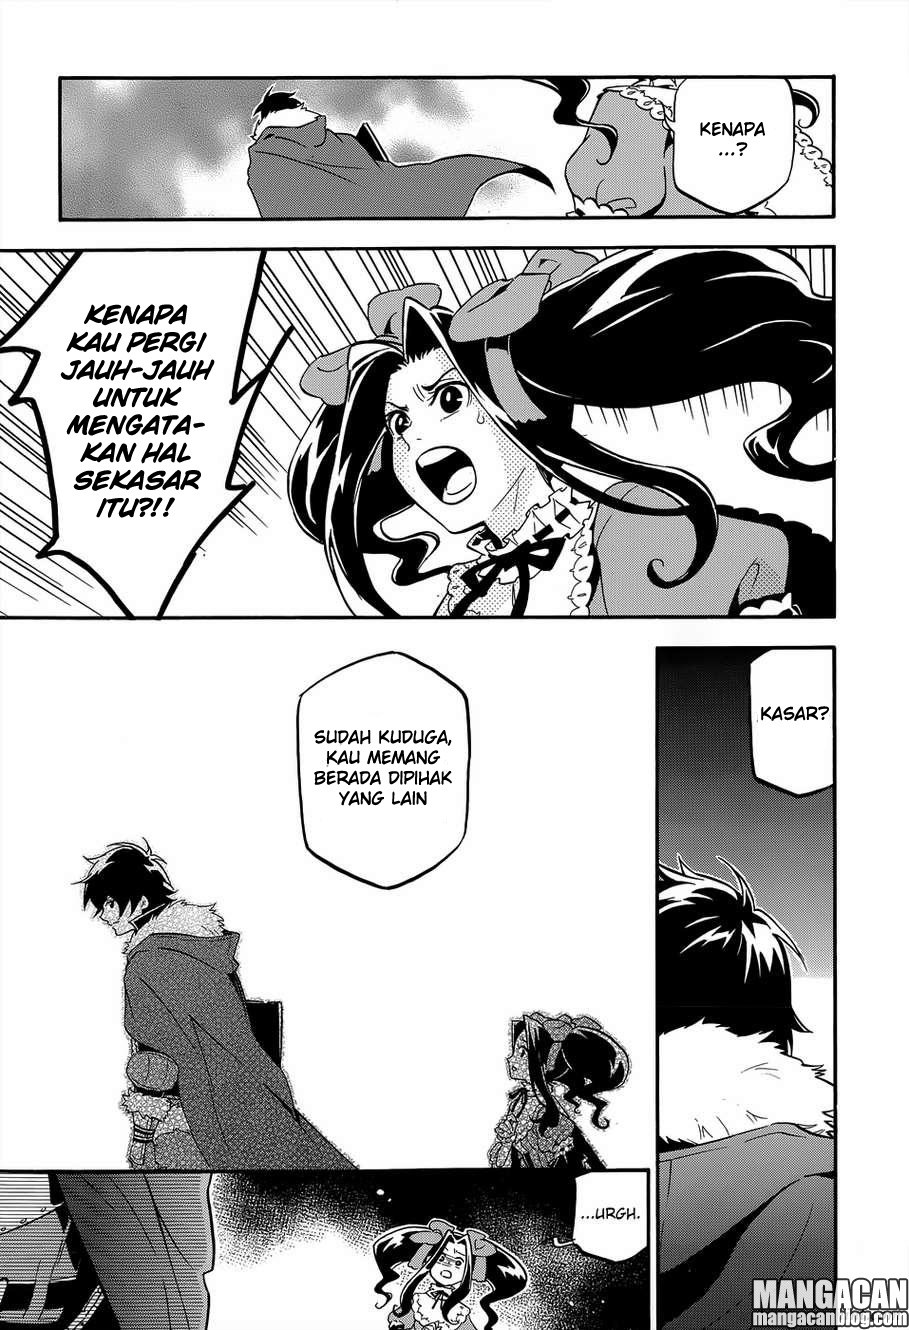 KENAPA
...?
KENAPA
KAU PERGI
JAUH-JAUH
UNTUK
MENGATA-
KAN HAL
SEKASAR
ITU?!!
KASAR?
SUDAH KUDUGA,
KAU MEMANG
BERADA DIPIHAK
YANG LAIN
...URGH.
MANGACAN
mangacanblog.com